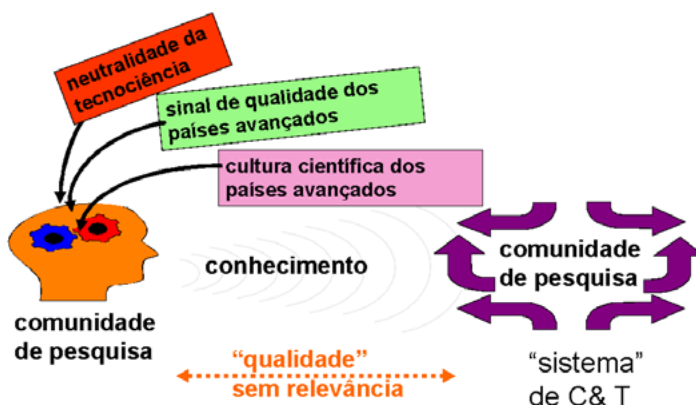 neutralidade da
tecnociência
sinal de qualidade dos
países avançados
cultura científica dos
países avançados
conhecimento
comunidade
de pesquisa
comunidade
de pesquisa
“qualidade”
sem relevância
“sistema”
de C& T